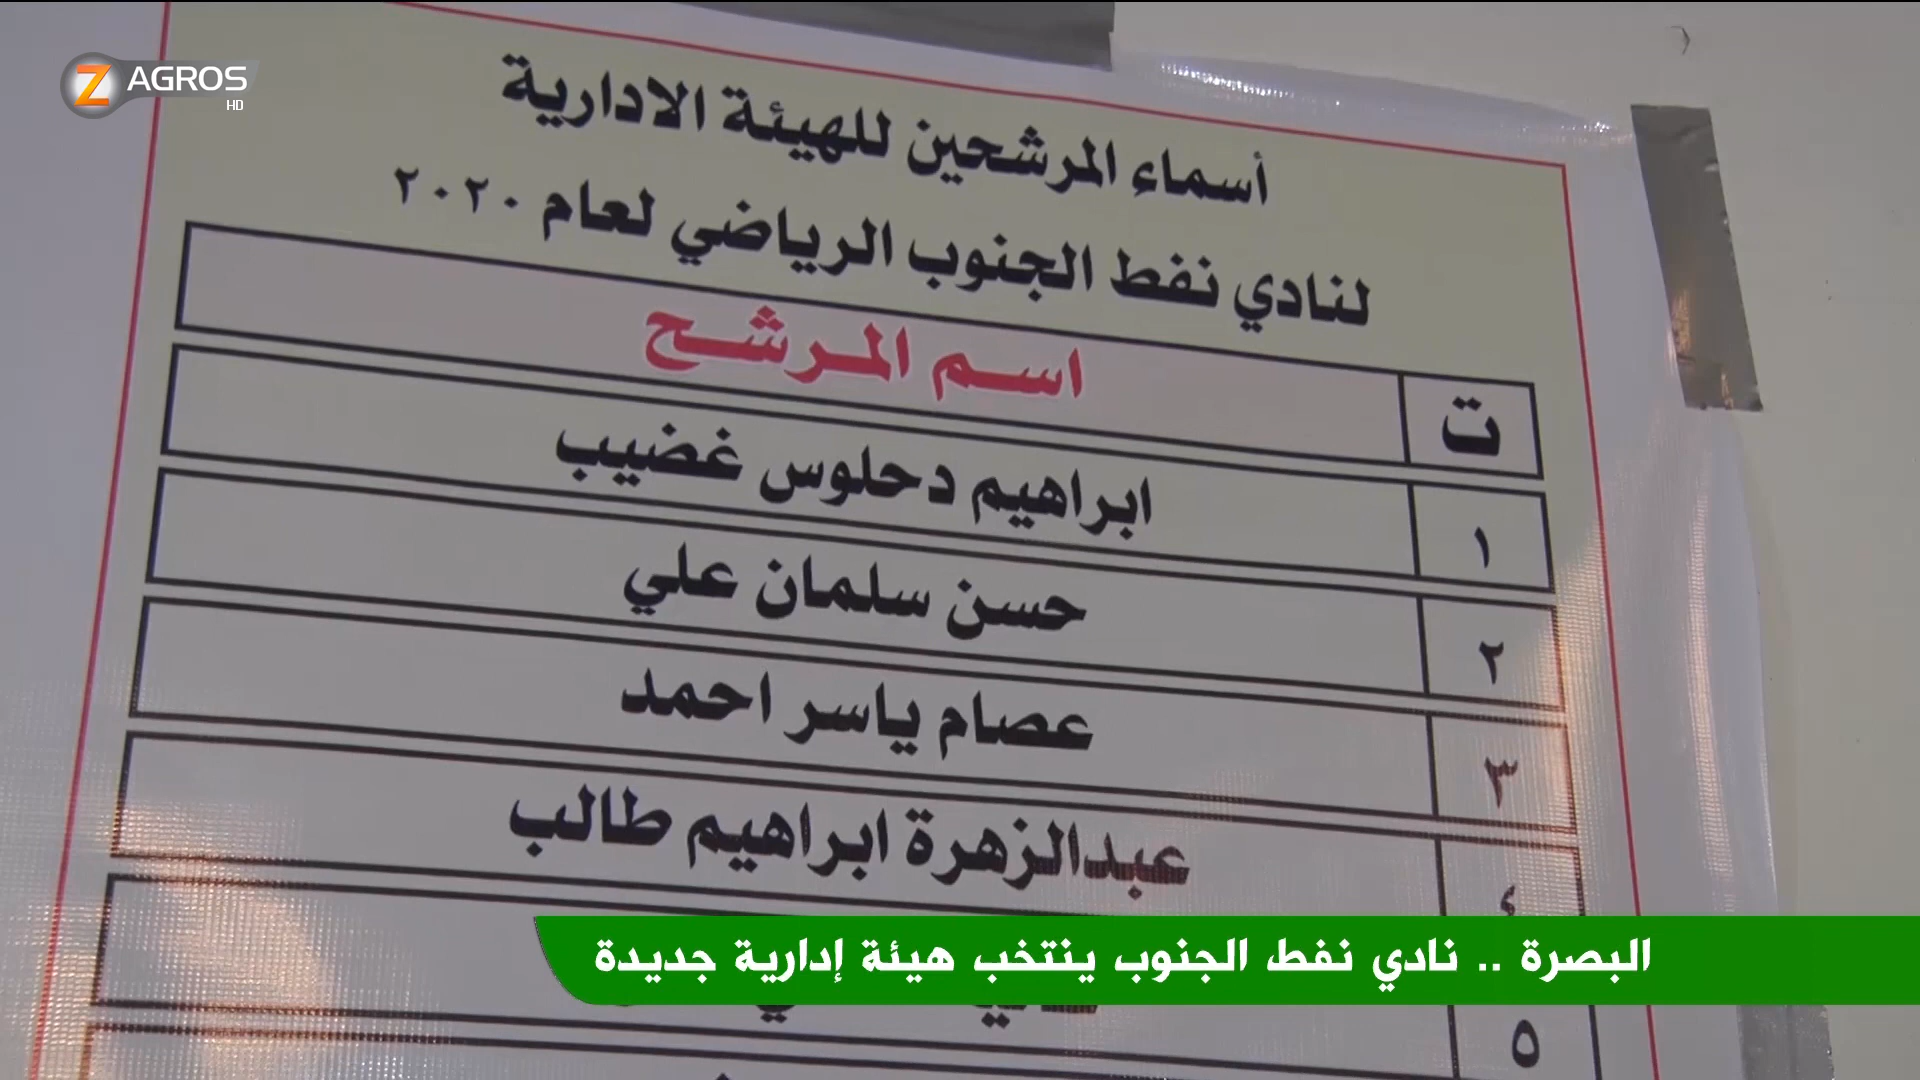 ZAGROS
HD
أسماء المرشحين للهيئة الادارية
لنادي نفط الجنوب الرياضي لعام ٢٠٢٠
ت اسم المرشح
١ ابراهيم دحلوس غضيب
٢ حسن سلمان علي
٣ عصام ياسر احمد
٤ عبدالزهرة ابراهيم طالب
البصرة .. نادي نفط الجنوب ينتخب هيئة إدارية جديدة
٥